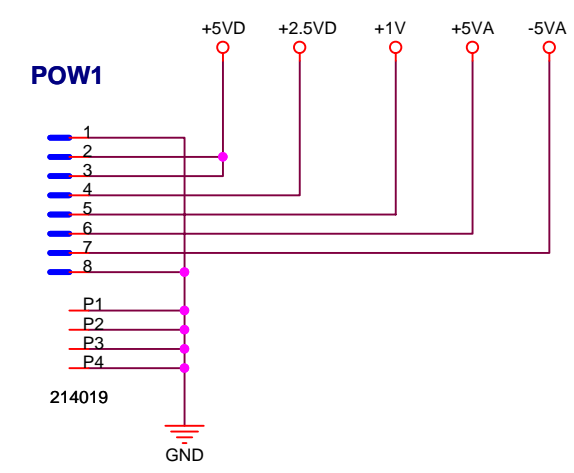 +5VD +2.5VD +1V +5VA -5VA
POW1
1
2
3
4
5
6
7
8
P1
P2
P3
P4
214019
GND